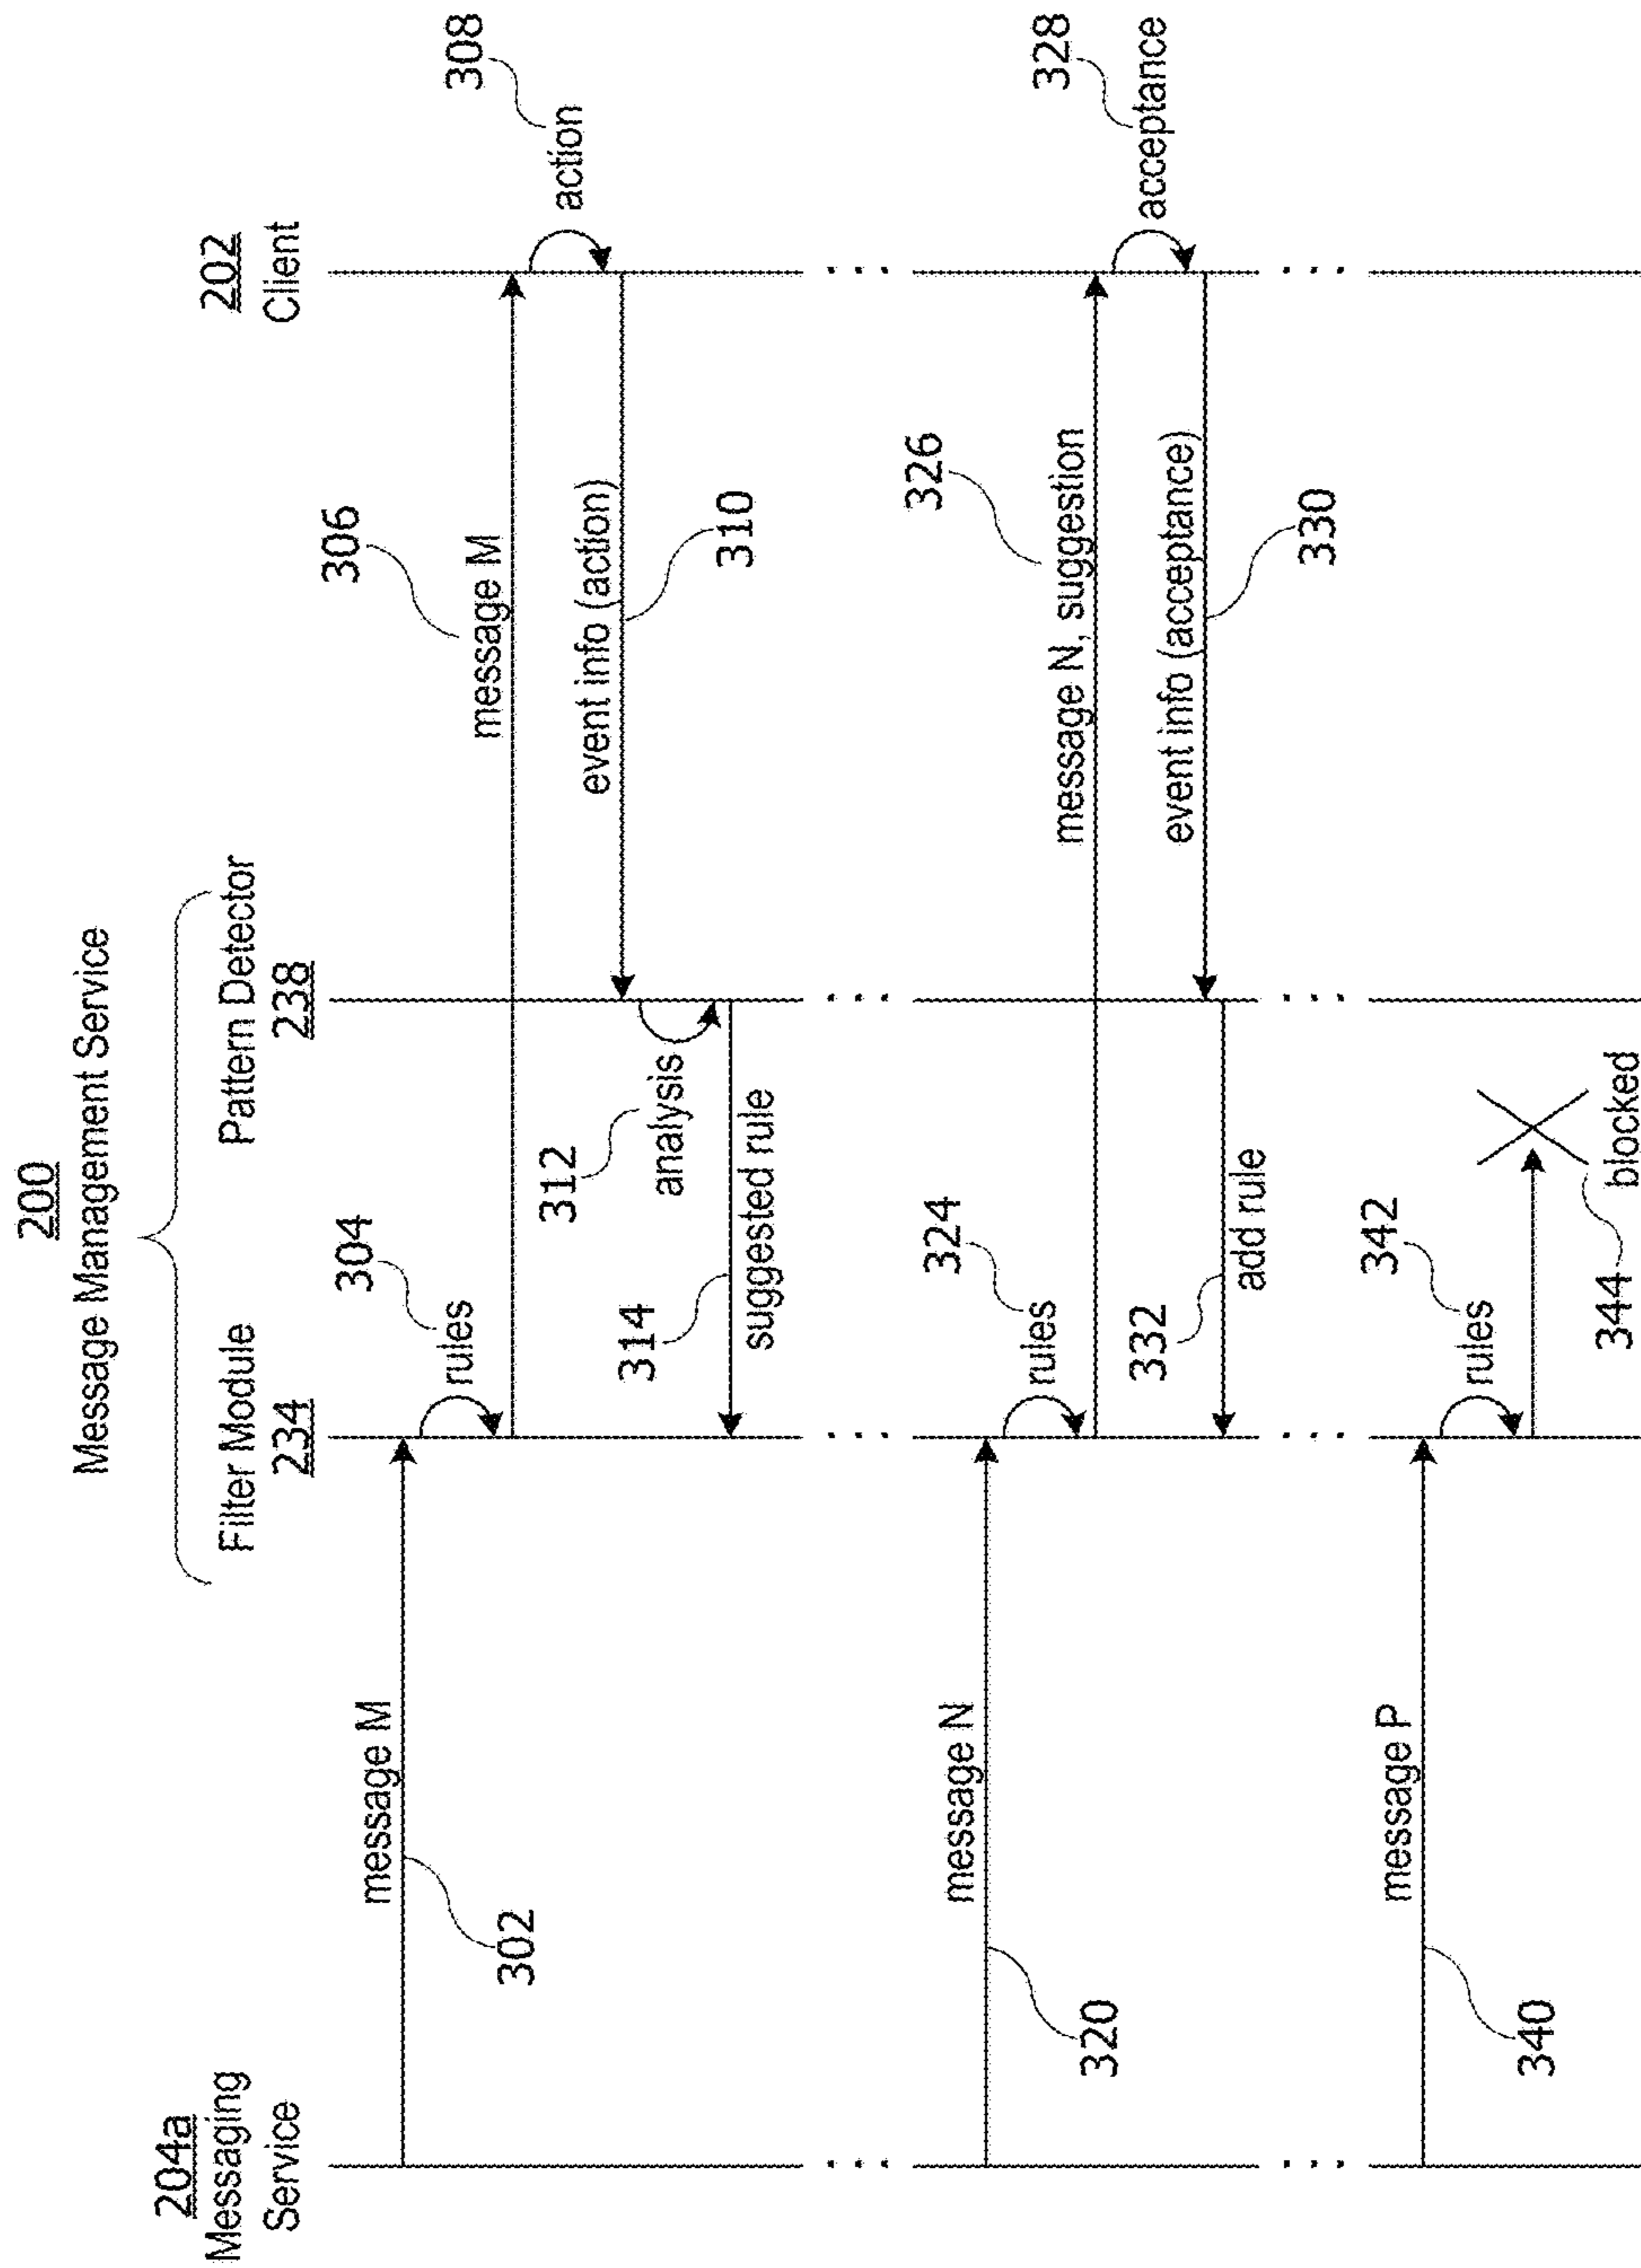 200
Message Management Service
204a
Messaging
Service
Filter Module
234
Pattern Detector
238
202
Client
message M
302
304
rules
306
message M
308
action
event info (action)
310
312
analysis
314
suggested rule
message N
320
324
rules
326
message N, suggestion
328
acceptance
event info (acceptance)
330
332
add rule
message P
340
342
rules
344
blocked